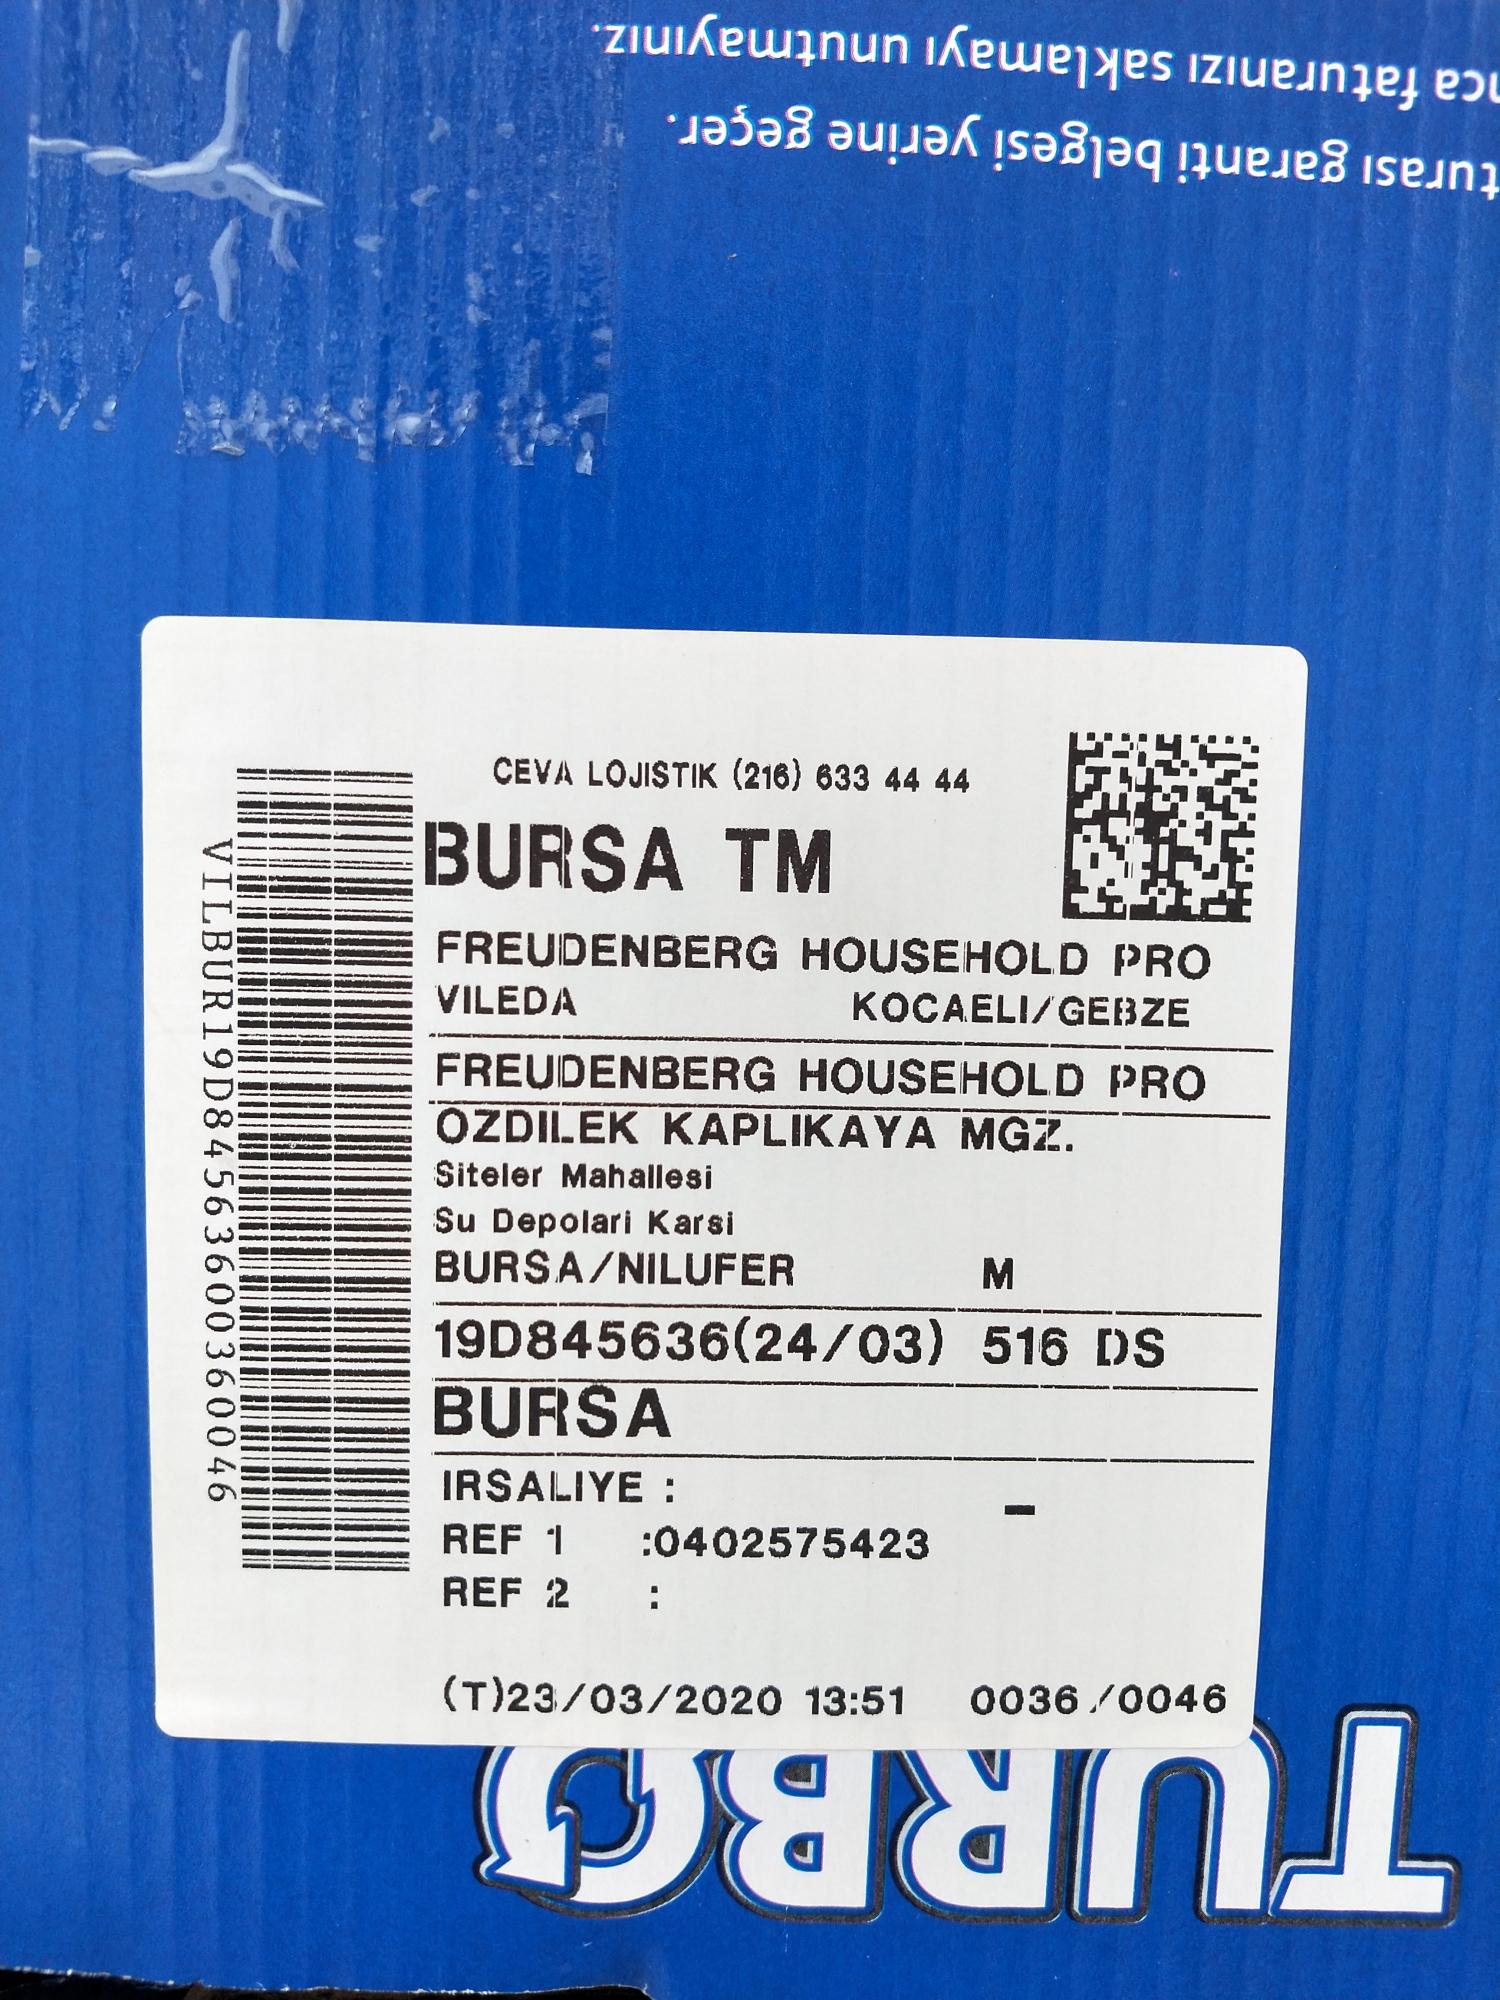 nca faturanızı saklamayı unutmayınız.
turası garanti belgesi yerine geçer.
CEVA LOJISTIK (216) 633 44 44
BURSA TM
FREUDENBERG HOUSEHOLD PRO
VILEDA KOCAELI/GEBZE
FREUDENBERG HOUSEHOLD PRO
OZDILEK KAPLIKAYA MGZ.
Siteler Mahallesi
Su Depolari Karsi
BURSA/NILUFER M
19D845636(24/03) 516 DS
BURSA
IRSALIYE : -
REF 1 :0402575423
REF 2 :
(T)23/03/2020 13:51 0036/0046
VILBUR19D84563600360046
TURBO